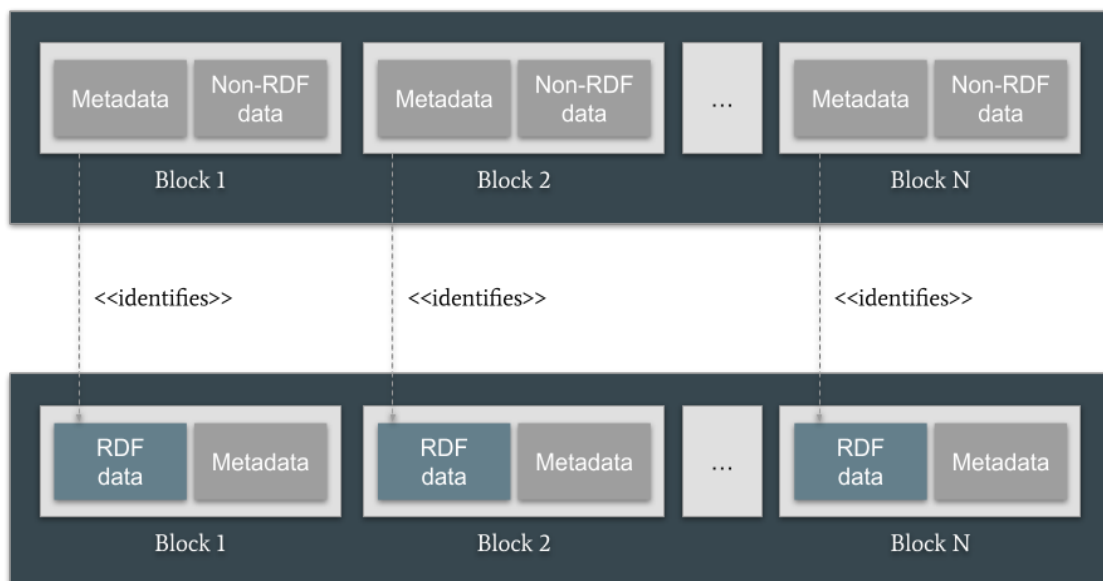 Metadata
Non-RDF
data
Metadata
Non-RDF
data
...
Metadata
Non-RDF
data
Block 1
Block 2
Block N
<<identifies>>
<<identifies>>
<<identifies>>
RDF
data
Metadata
RDF
data
Metadata
...
RDF
data
Metadata
Block 1
Block 2
Block N